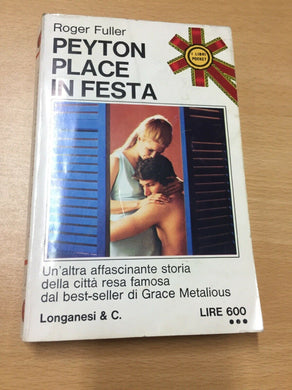 Roger Fuller
PEYTON
PLACE
IN FESTA
I LIBRI
POCKET
Un'altra affascinante storia
della città resa famosa
dal best-seller di Grace Metalious
Longanesi & C.
LIRE 600